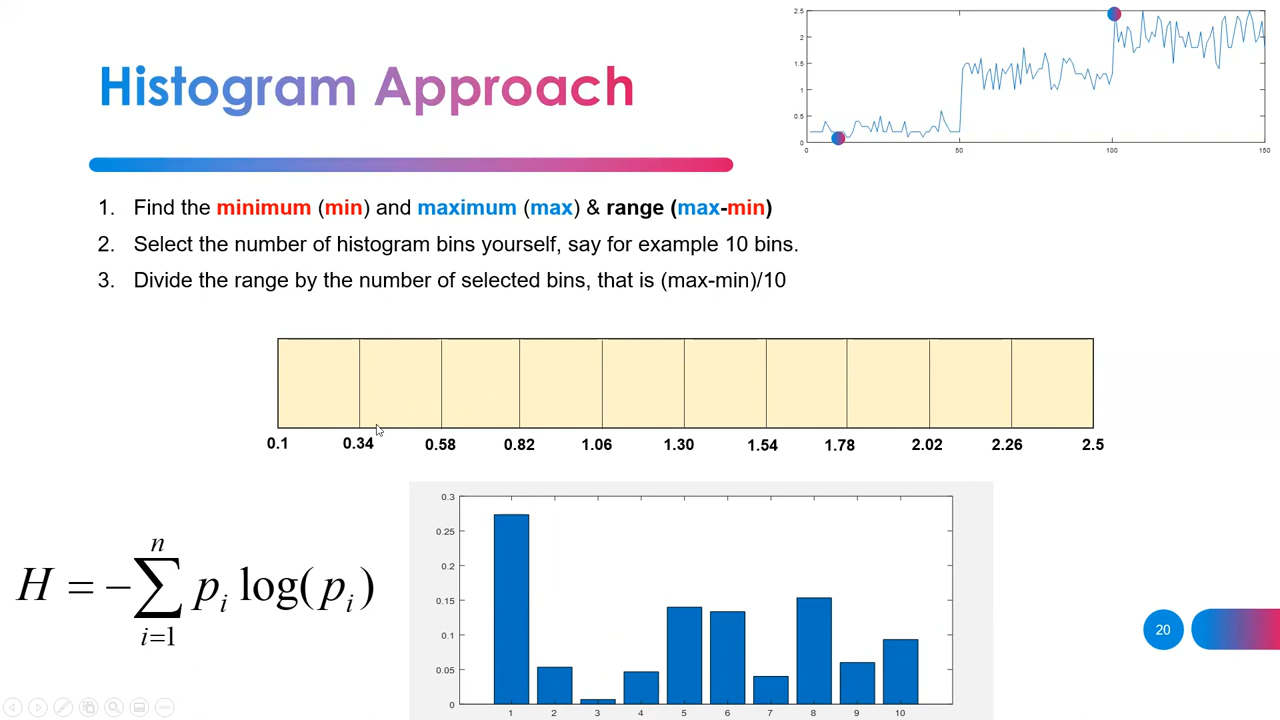 Histogram Approach
2.5
2
1.5
1
0.5
0
0 50 100 150
1. Find the minimum (min) and maximum (max) & range (max-min)
2. Select the number of histogram bins yourself, say for example 10 bins.
3. Divide the range by the number of selected bins, that is (max-min)/10
0.1 0.34 0.58 0.82 1.06 1.30 1.54 1.78 2.02 2.26 2.5
H = −∑ p_i log(p_i)
n
i=1
0.3
0.25
0.2
0.15
0.1
0.05
0
1 2 3 4 5 6 7 8 9 10
20